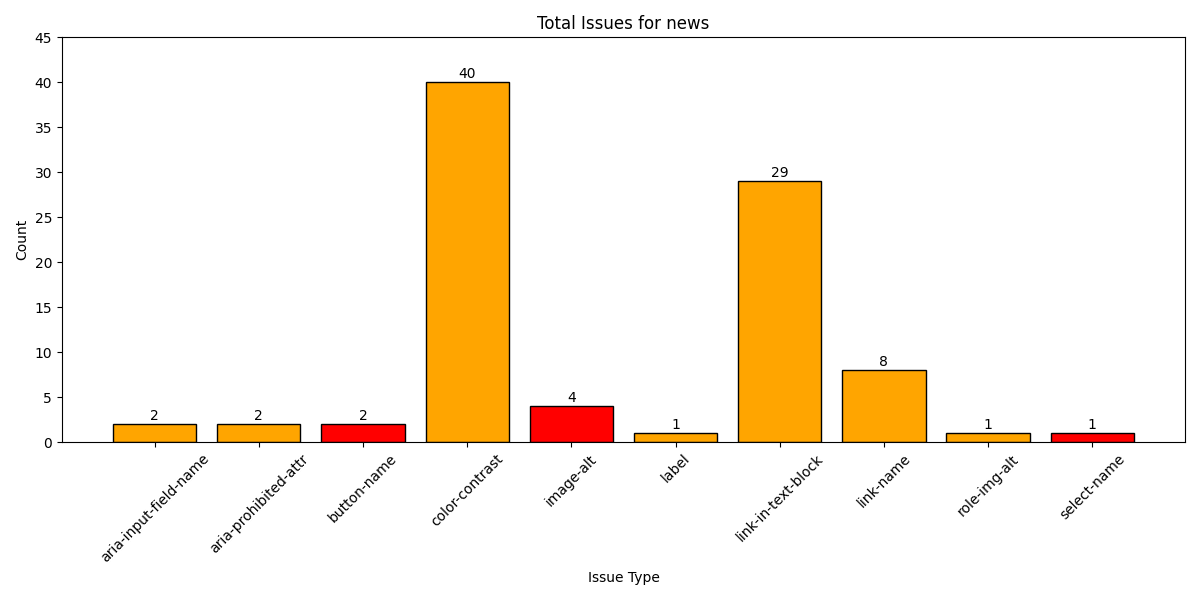 Total Issues for news
45
40
35
30
25
20
15
10
5
0
Count
2
2
2
40
4
1
29
8
1
1
aria-input-field-name
aria-prohibited-attr
button-name
color-contrast
image-alt
label
link-in-text-block
link-name
role-img-alt
select-name
Issue Type